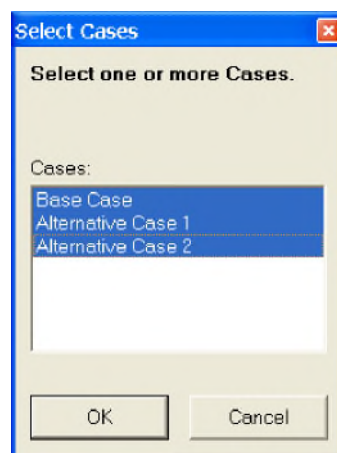 Select Cases
Select one or more Cases.
Cases:
Base Case
Alternative Case 1
Alternative Case 2
OK
Cancel